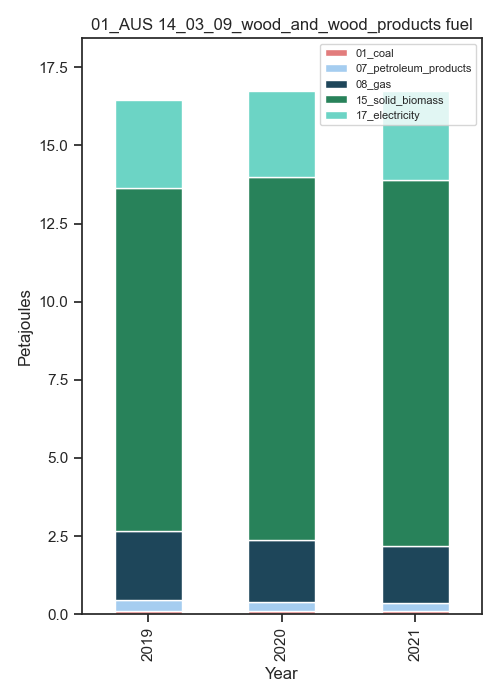 01_AUS 14_03_09_wood_and_wood_products fuel
01_coal
07_petroleum_products
08_gas
15_solid_biomass
17_electricity
17.5
15.0
12.5
10.0
7.5
5.0
2.5
0.0
Petajoules
2019
2020
2021
Year